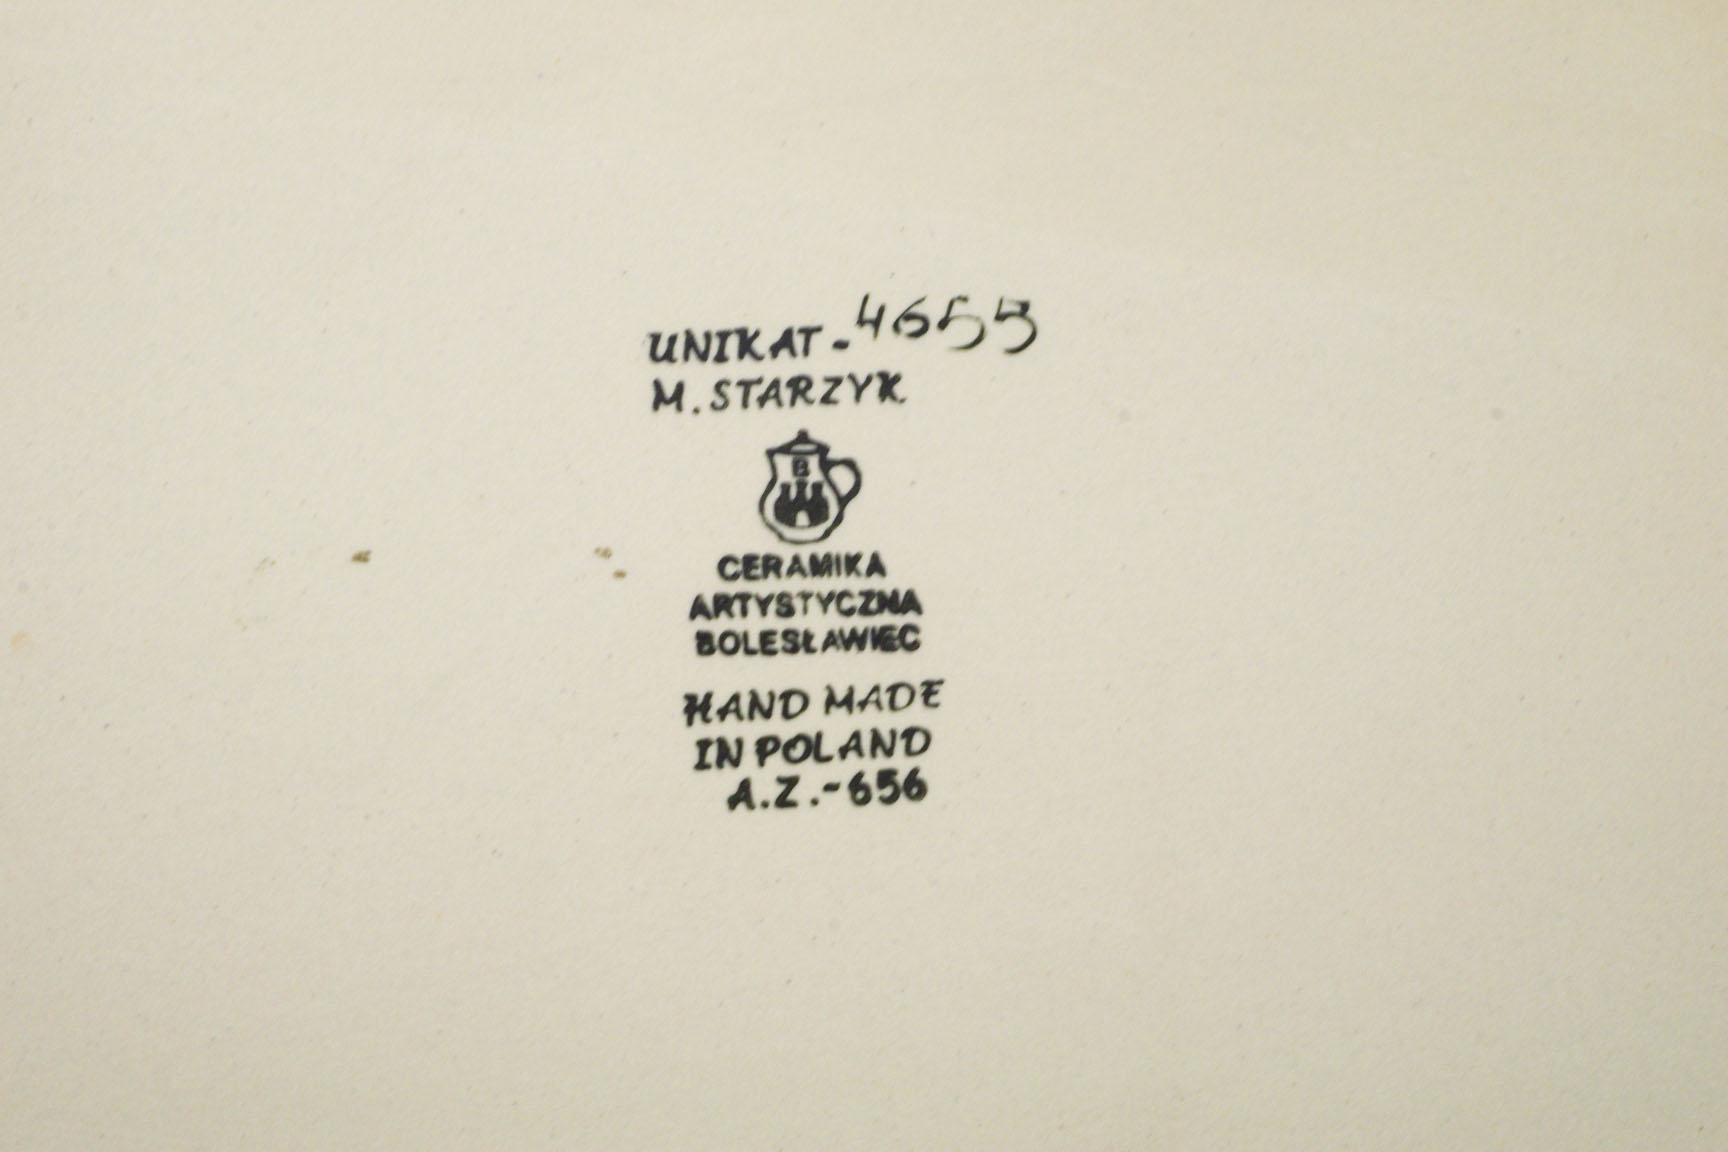 UNIKAT - 4655
M. STARZYK
B
CERAMIKA
ARTYSTYCZNA
BOLESŁAWIEC
HAND MADE
IN POLAND
A.Z.-656